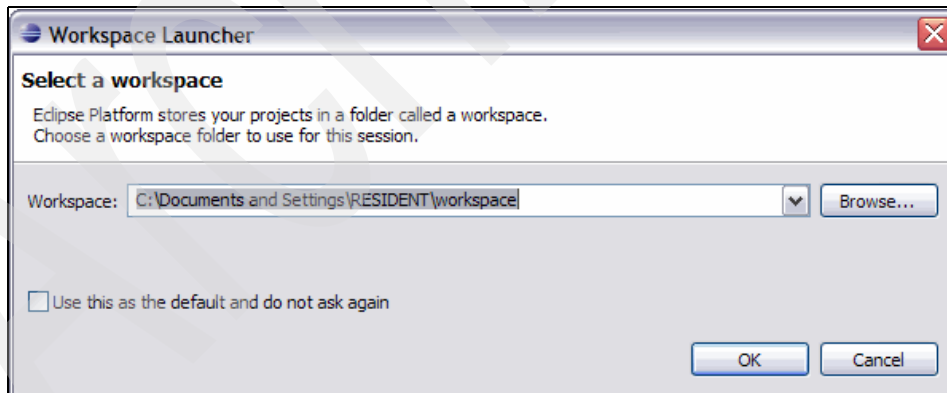 Workspace Launcher
Select a workspace
Eclipse Platform stores your projects in a folder called a workspace.
Choose a workspace folder to use for this session.
Workspace: C:\Documents and Settings\RESIDENT\workspace Browse...
Use this as the default and do not ask again
OK Cancel